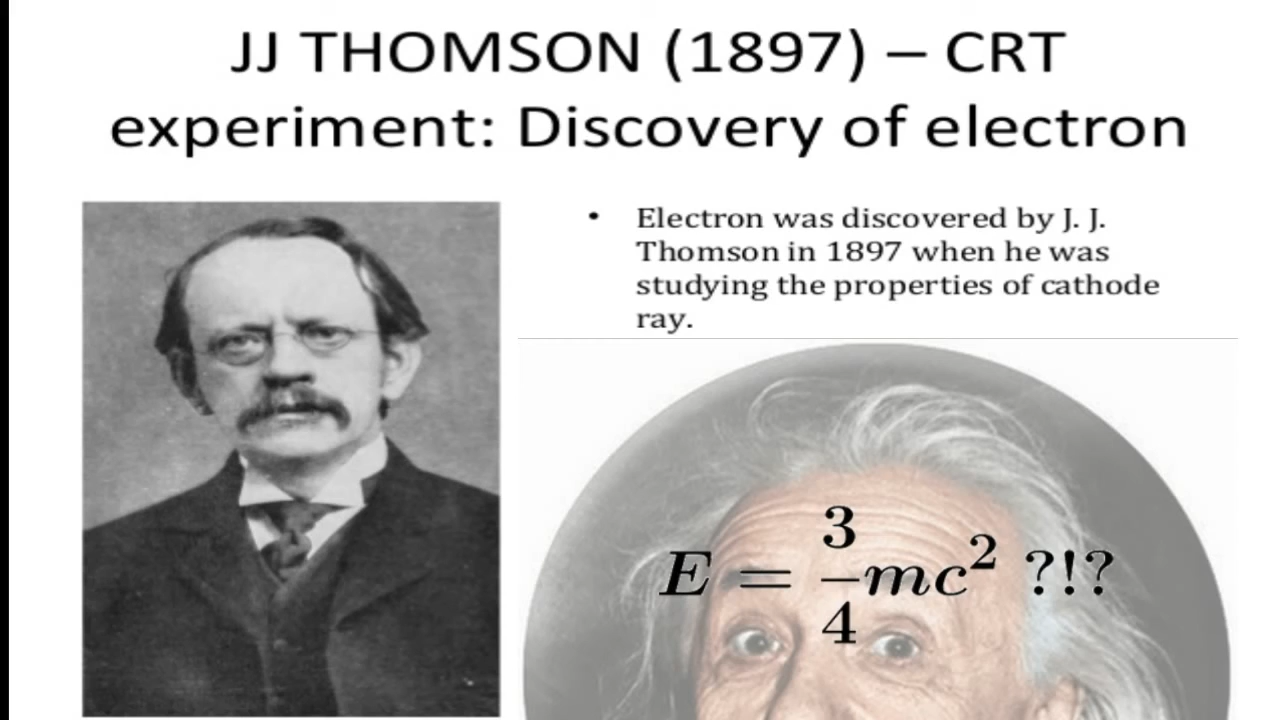 JJ THOMSON (1897) – CRT
experiment: Discovery of electron
• Electron was discovered by J. J.
Thomson in 1897 when he was
studying the properties of cathode
ray.
E = 3/4 mc² ?!?